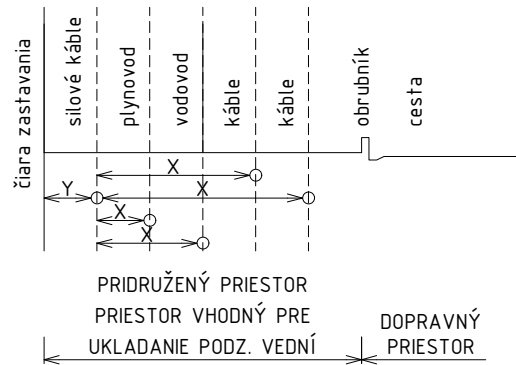 čiara zastavania
silové káble
plynovod
vodovod
káble
káble
obrubník
cesta
X
Y
X
X
X
PRIDRUŽENÝ PRIESTOR
PRIESTOR VHODNÝ PRE
UKLADANIE PODZ. VEDNÍ
DOPRAVNÝ
PRIESTOR